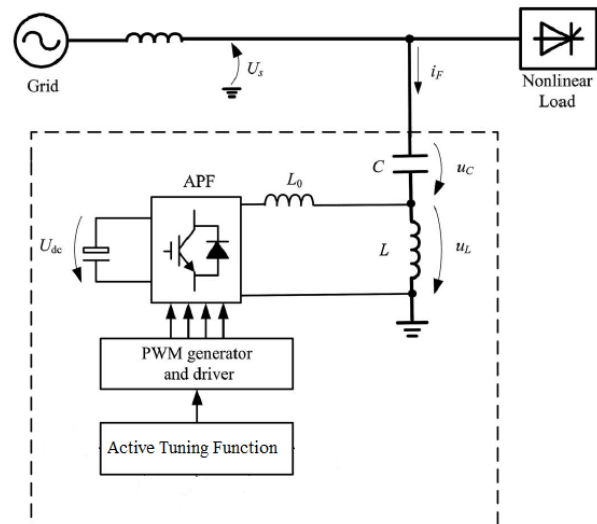 Grid
U_s
i_F
Nonlinear
Load
C
u_C
APF
L_0
U_dc
L
u_L
PWM generator
and driver
Active Tuning Function